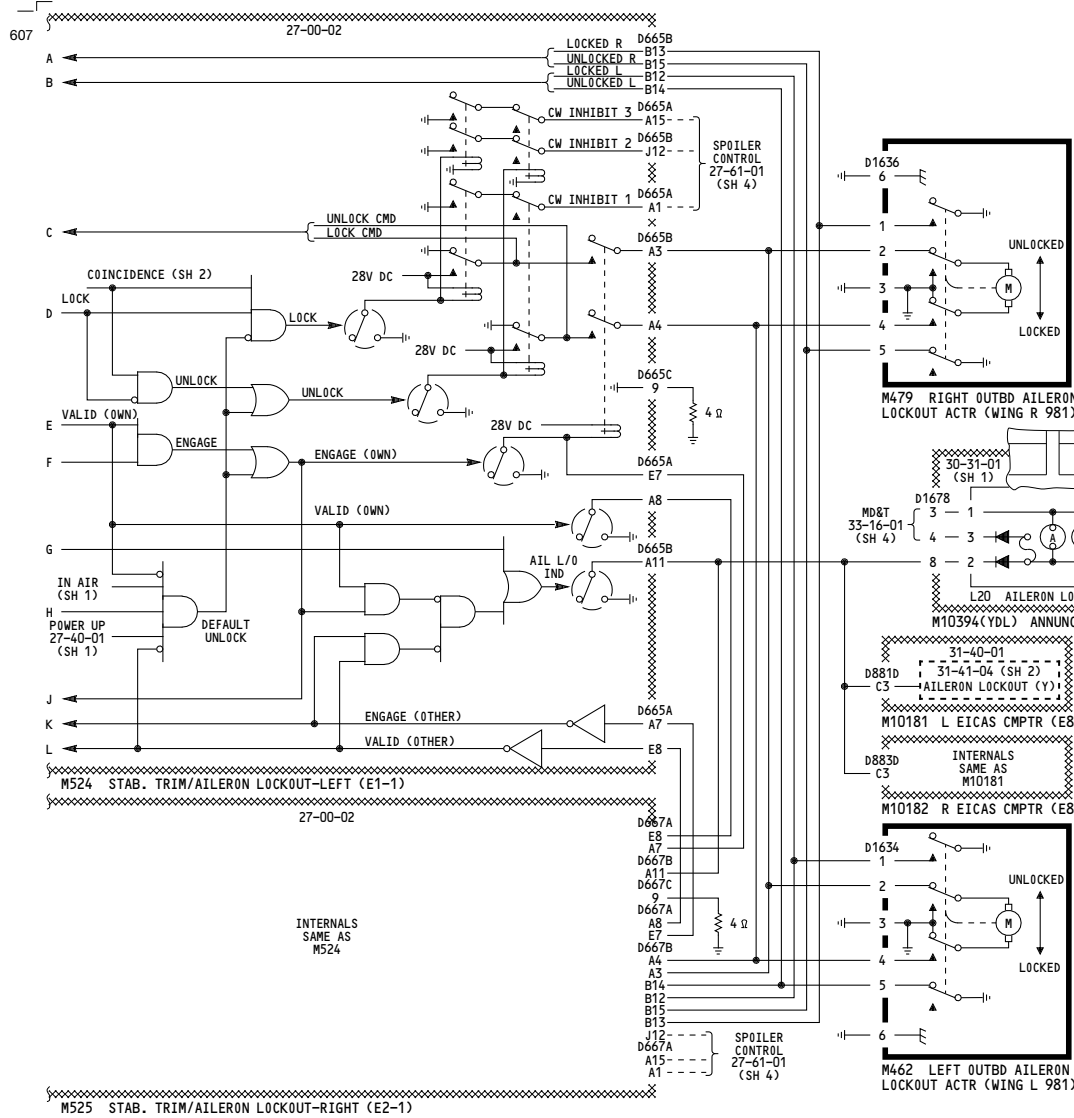 607
27-00-02
A
B
LOCKED R
UNLOCKED R
LOCKED L
UNLOCKED L
D665B
B13
B15
B12
B14
CW INHIBIT 3
D665A
A15
CW INHIBIT 2
D665B
J12
CW INHIBIT 1
D665A
A1
SPOILER
CONTROL
27-61-01
(SH 4)
C
UNLOCK CMD
LOCK CMD
D665B
A3
28V DC
COINCIDENCE (SH 2)
D
LOCK
LOCK
A4
28V DC
UNLOCK
UNLOCK
D665C
9
4 Ω
E
VALID (OWN)
28V DC
F
ENGAGE
ENGAGE (OWN)
D665A
E7
A8
VALID (OWN)
G
AIL L/O
IND
D665B
A11
IN AIR
(SH 1)
H
POWER UP
27-40-01
(SH 1)
DEFAULT
UNLOCK
J
K
ENGAGE (OTHER)
D665A
A7
L
VALID (OTHER)
E8
M524 STAB. TRIM/AILERON LOCKOUT-LEFT (E1-1)
27-00-02
INTERNALS
SAME AS
M524
D667A
E8
A7
D667B
A11
D667C
9
D667A
A8
E7
D667B
A4
A3
B14
B12
B15
B13
J12
D667A
A15
A1
4 Ω
SPOILER
CONTROL
27-61-01
(SH 4)
M525 STAB. TRIM/AILERON LOCKOUT-RIGHT (E2-1)
D1636
6
1
2
3
4
5
M
UNLOCKED
LOCKED
M479 RIGHT OUTBD AILERON
LOCKOUT ACTR (WING R 981)
30-31-01
(SH 1)
D1678
MD&T
33-16-01
(SH 4)
3 1
4 3
8 2
A
L20 AILERON LO
M10394(YDL) ANNUNC
31-40-01
31-41-04 (SH 2)
AILERON LOCKOUT (Y)
D881D
C3
M10181 L EICAS CMPTR (E8
INTERNALS
SAME AS
M10181
D883D
C3
M10182 R EICAS CMPTR (E8
D1634
1
2
3
4
5
6
M
UNLOCKED
LOCKED
M462 LEFT OUTBD AILERON
LOCKOUT ACTR (WING L 981)